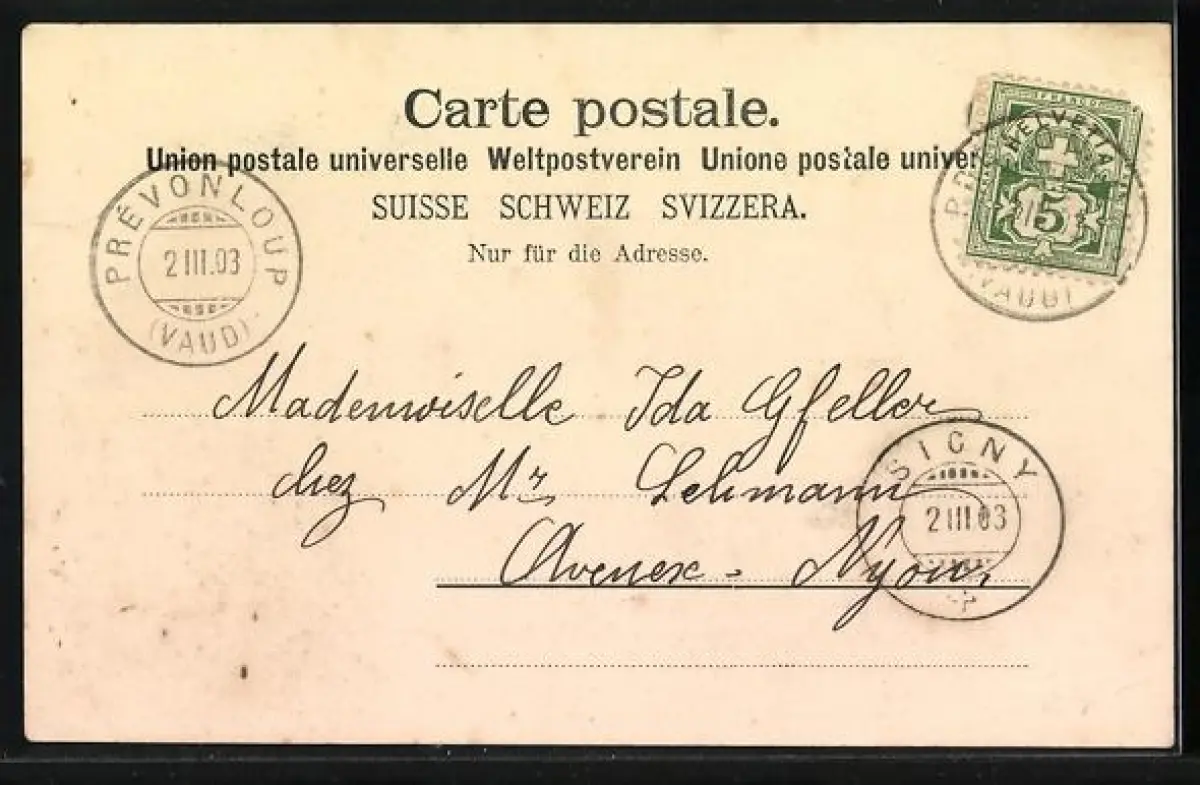 Carte postale.
Union postale universelle Weltpostverein Unione postale univer
SUISSE SCHWEIZ SVIZZERA.
Nur für die Adresse.
FRANCO
HELVETIA
5
PRÉVONLOUP
2 III.03
(VAUD)
VAUD
Mademoiselle Ida Gfeller
chez Mr Lehmann
Avenex - Nyon.
SIGNY
2 III 03